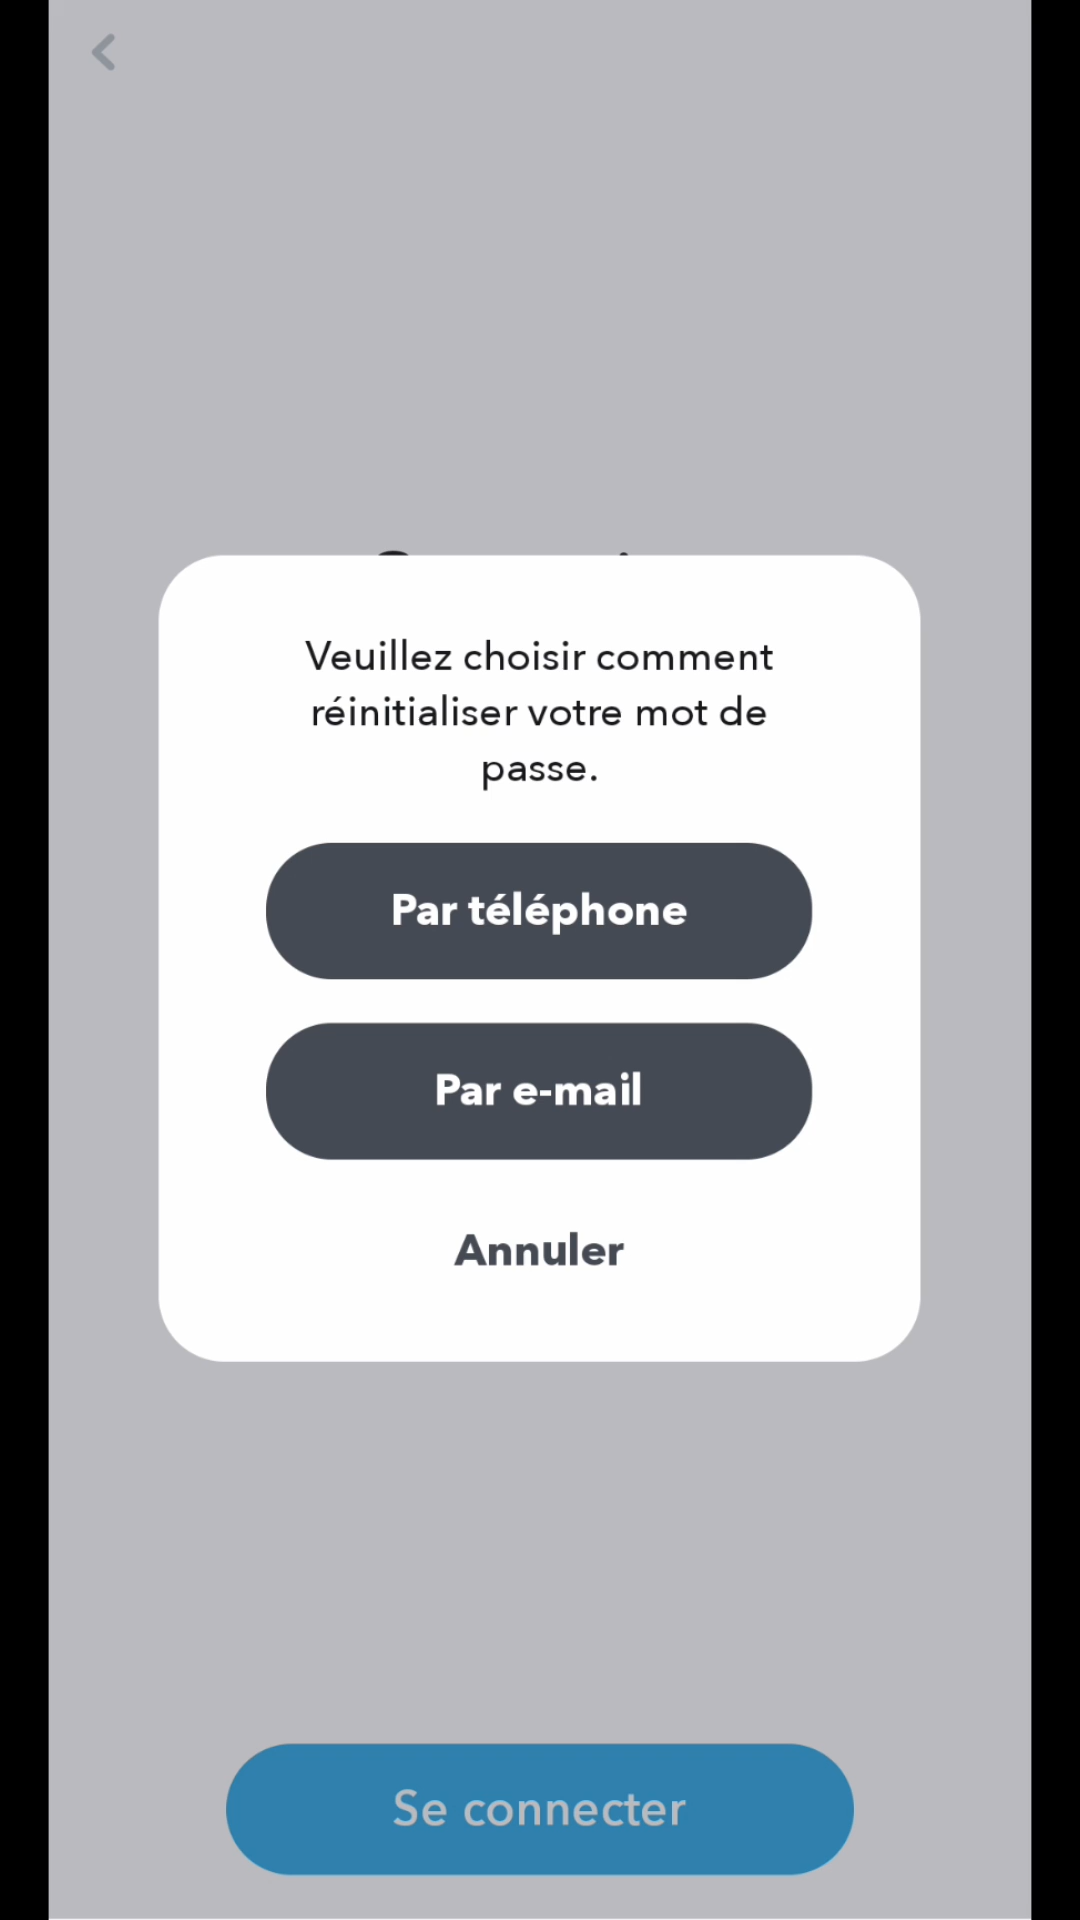 Veuillez choisir comment
réinitialiser votre mot de
passe.
Par téléphone
Par e-mail
Annuler
Se connecter